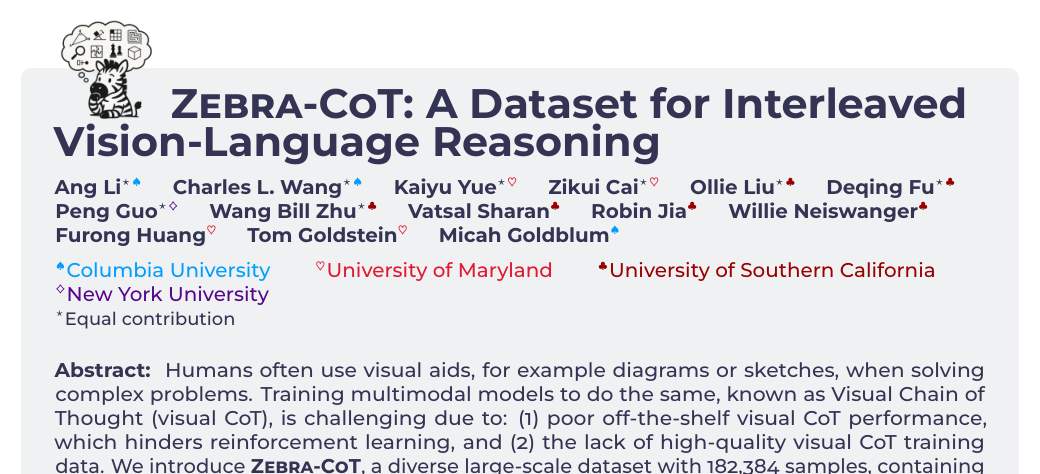 ZEBRA-CoT: A Dataset for Interleaved
Vision-Language Reasoning
Ang Li⋆♠ Charles L. Wang⋆♠ Kaiyu Yue⋆♡ Zikui Cai⋆♡ Ollie Liu⋆♣ Deqing Fu⋆♣
Peng Guo⋆♢ Wang Bill Zhu⋆♣ Vatsal Sharan♣ Robin Jia♣ Willie Neiswanger♣
Furong Huang♡ Tom Goldstein♡ Micah Goldblum♠
♠Columbia University ♡University of Maryland ♣University of Southern California
♢New York University
⋆Equal contribution
Abstract: Humans often use visual aids, for example diagrams or sketches, when solving
complex problems. Training multimodal models to do the same, known as Visual Chain of
Thought (visual CoT), is challenging due to: (1) poor off-the-shelf visual CoT performance,
which hinders reinforcement learning, and (2) the lack of high-quality visual CoT training
data. We introduce ZEBRA-CoT, a diverse large-scale dataset with 182,384 samples, containing